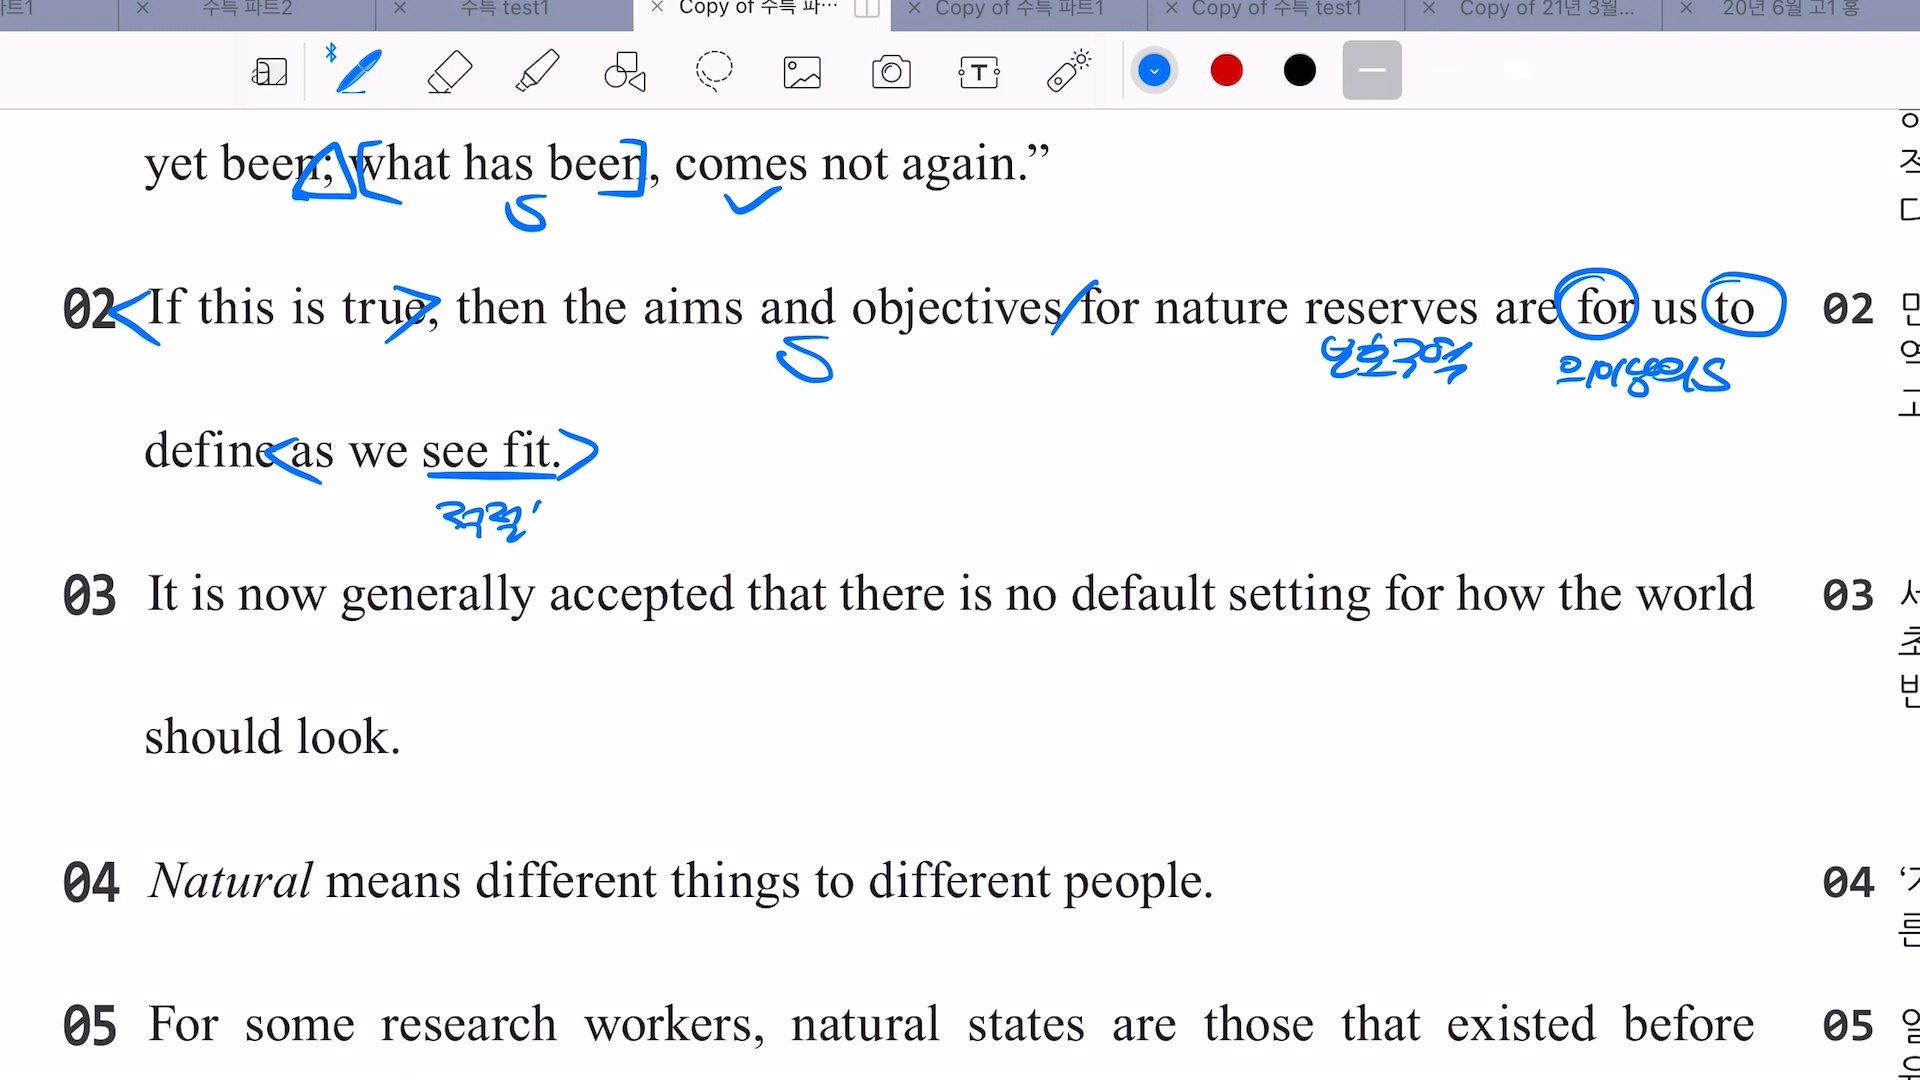 수특 파트2
수특 test1
Copy of 수특 파…
Copy of 수특 파트1
Copy of 수특 test1
Copy of 21년 3월...
20년 6월 고1 홍
yet been; what has been, comes not again.”
S
02 If this is true, then the aims and objectives for nature reserves are for us to
S 보호구역 의미상의S
define as we see fit.
적절
03 It is now generally accepted that there is no default setting for how the world
should look.
04 Natural means different things to different people.
05 For some research workers, natural states are those that existed before
02
03
04
05